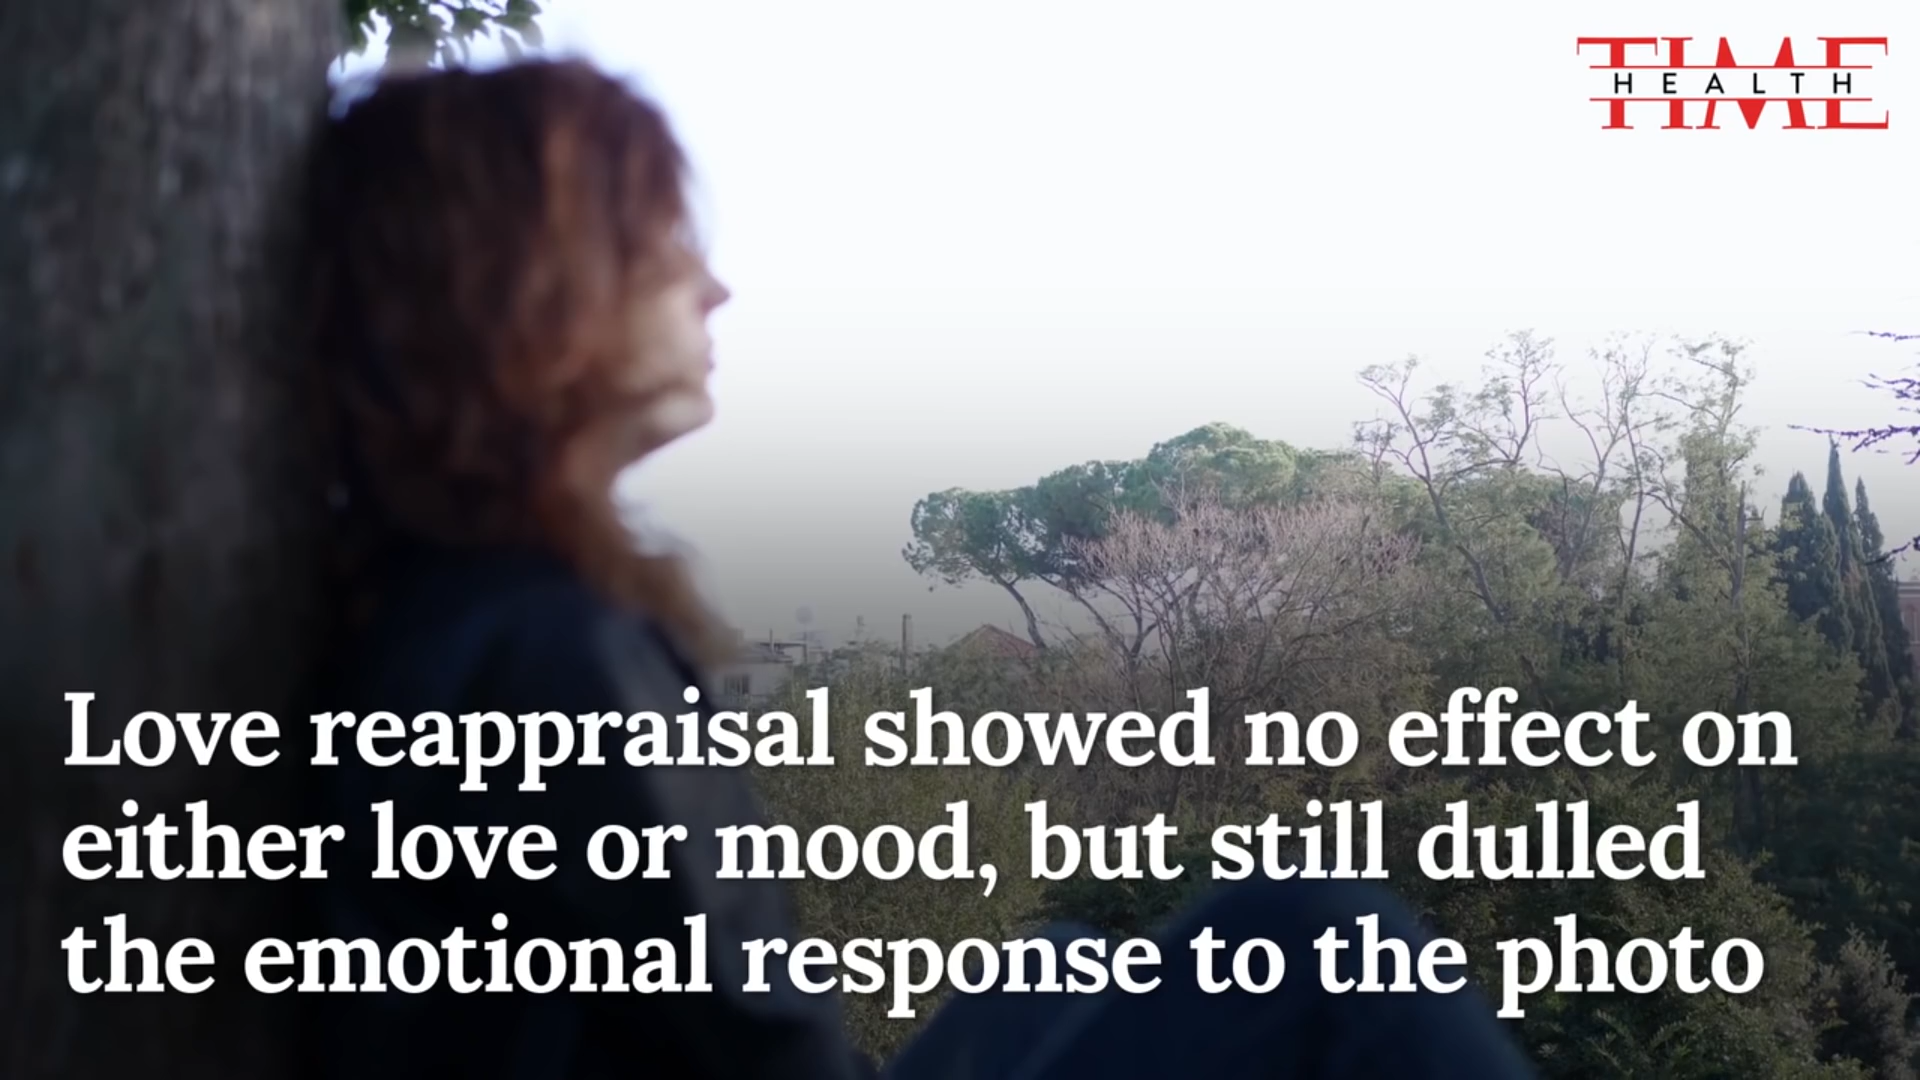 TIME
HEALTH
Love reappraisal showed no effect on
either love or mood, but still dulled
the emotional response to the photo